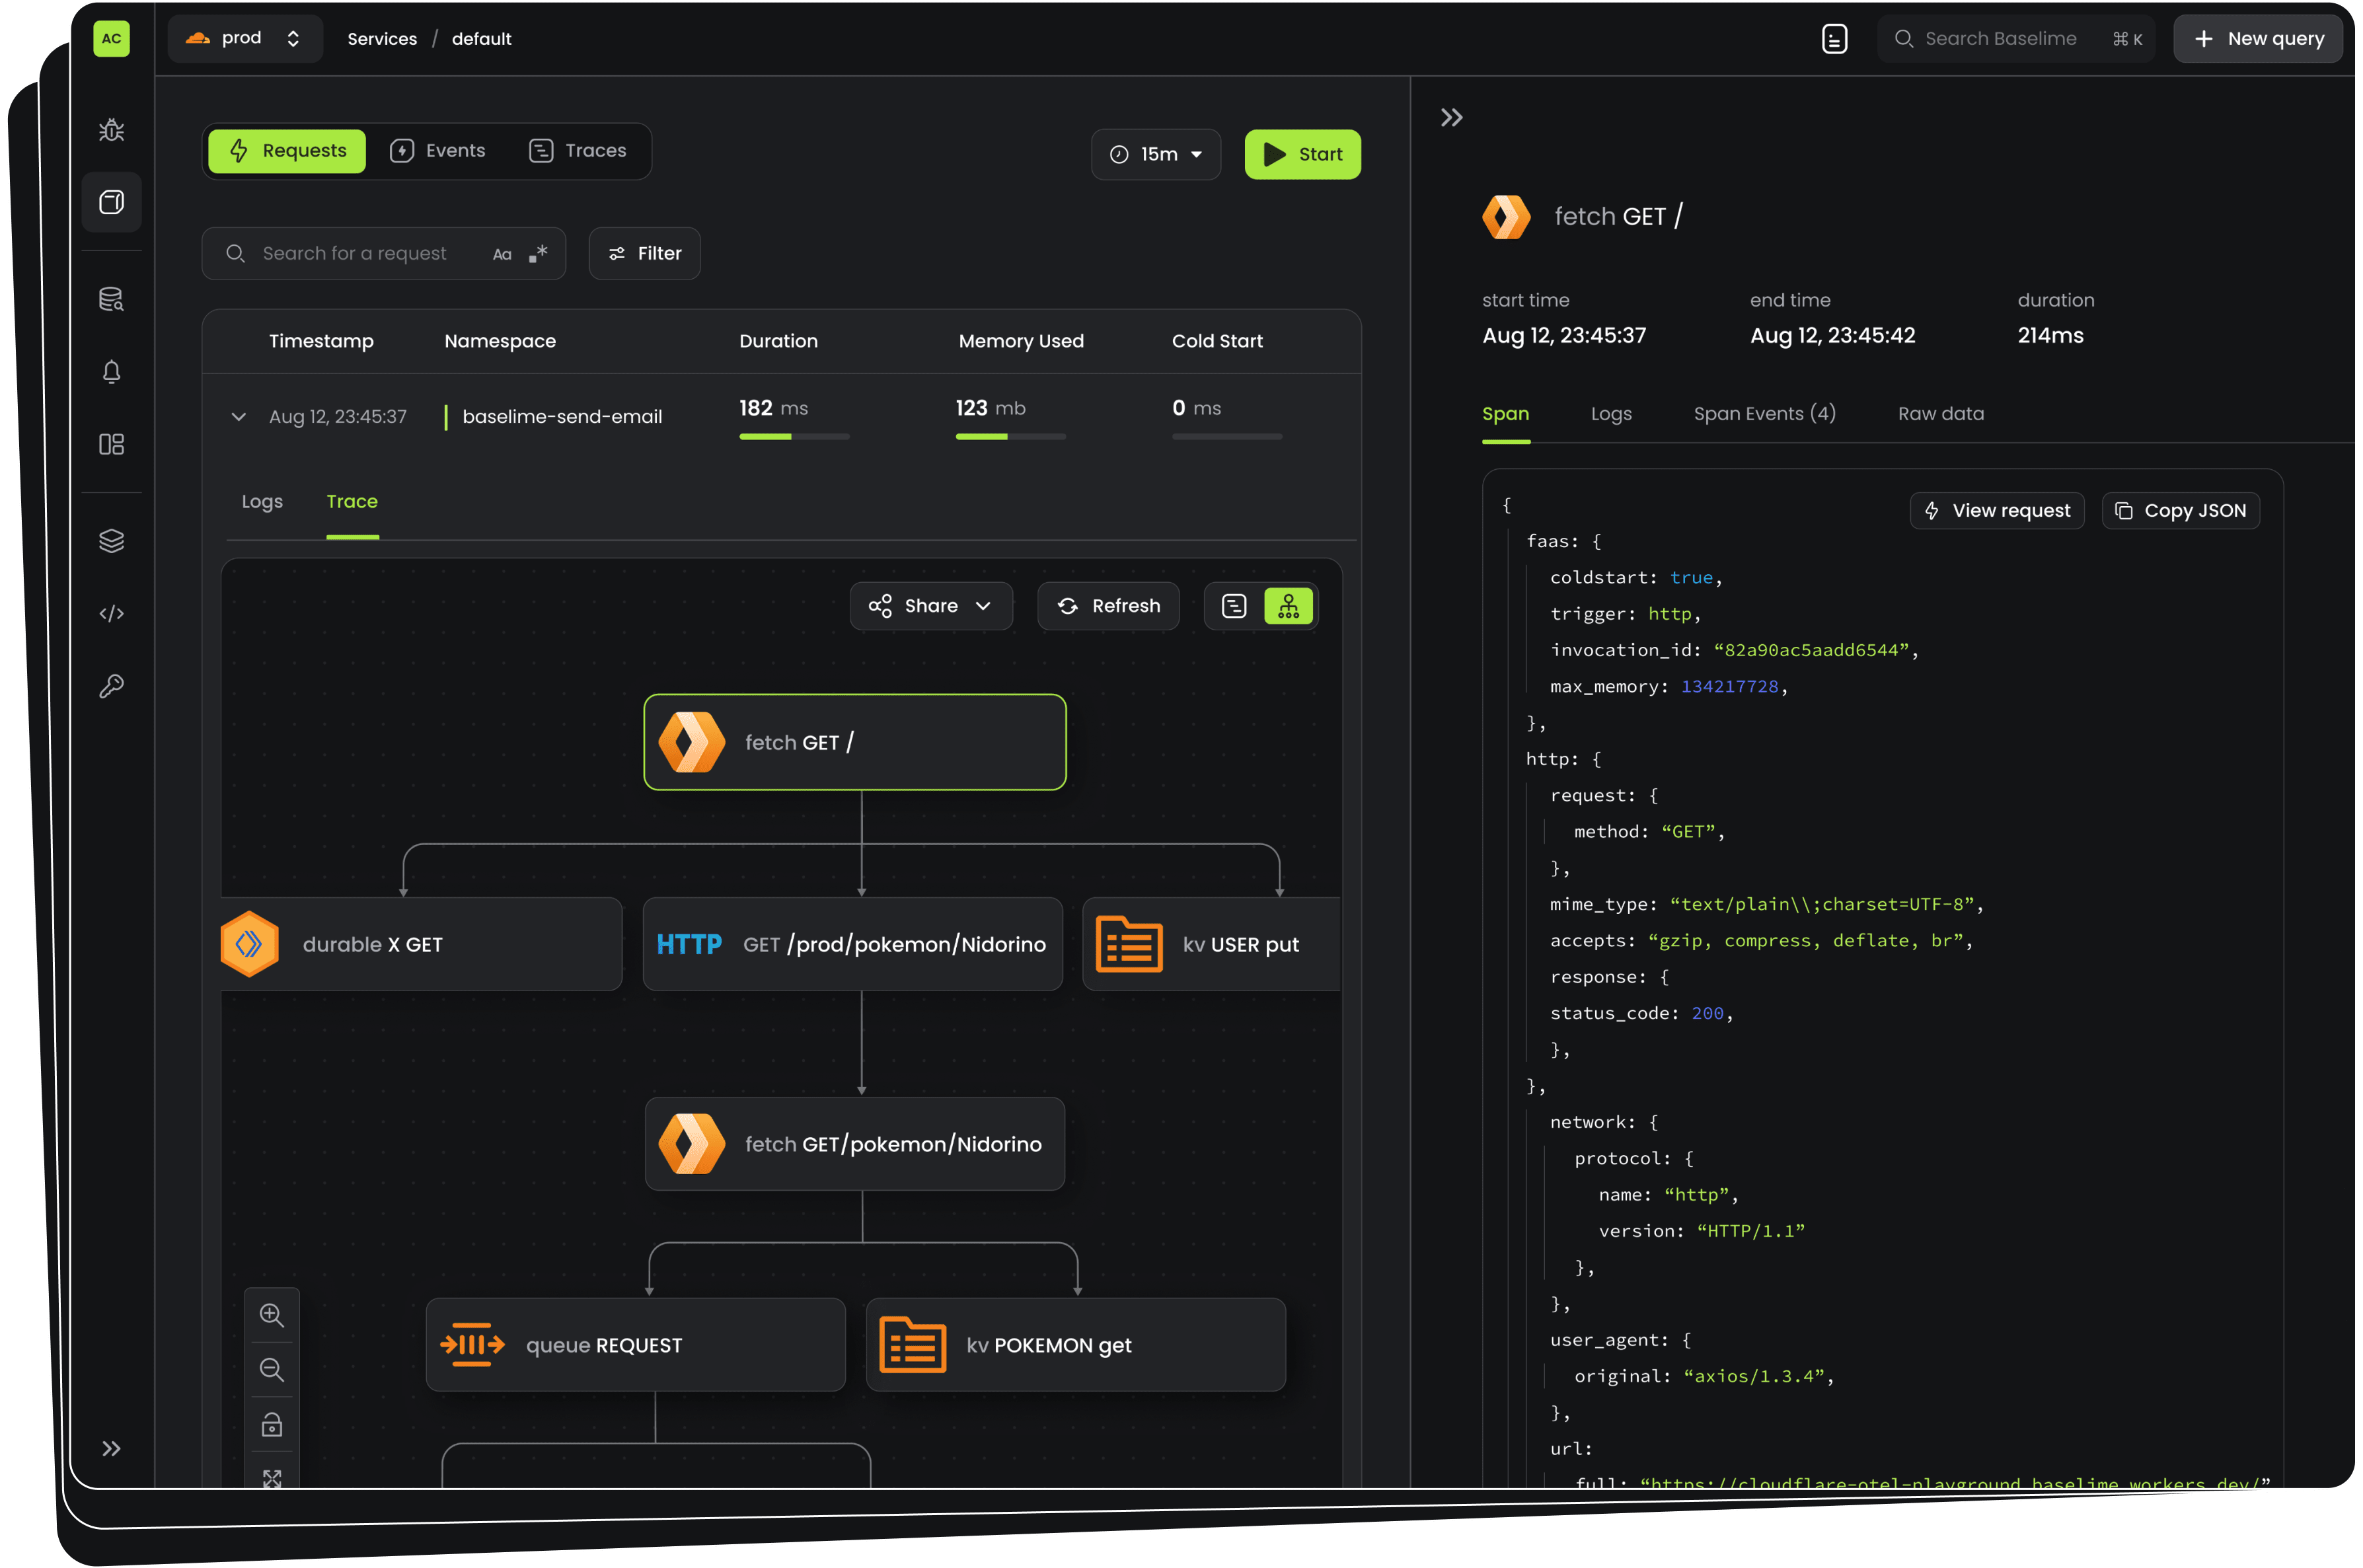 AC
prod
Services / default
Search Baselime ⌘ K
New query
Requests
Events
Traces
15m
Start
Search for a request Aa
Filter
Timestamp Namespace Duration Memory Used Cold Start
Aug 12, 23:45:37 baselime-send-email 182 ms 123 mb 0 ms
Logs Trace
Share
Refresh
fetch GET /
durable X GET
HTTP GET /prod/pokemon/Nidorino
kv USER put
fetch GET/pokemon/Nidorino
queue REQUEST
kv POKEMON get
fetch GET /
start time end time duration
Aug 12, 23:45:37 Aug 12, 23:45:42 214ms
Span Logs Span Events (4) Raw data
View request
Copy JSON
{
faas: {
coldstart: true,
trigger: http,
invocation_id: “82a90ac5aadd6544”,
max_memory: 134217728,
},
http: {
request: {
method: “GET”,
},
mime_type: “text/plain\\;charset=UTF-8”,
accepts: “gzip, compress, deflate, br”,
response: {
status_code: 200,
},
},
network: {
protocol: {
name: “http”,
version: “HTTP/1.1”
},
},
user_agent: {
original: “axios/1.3.4”,
},
url:
full: “https://cloudflare-otel-playground.baselime.workers.dev/”